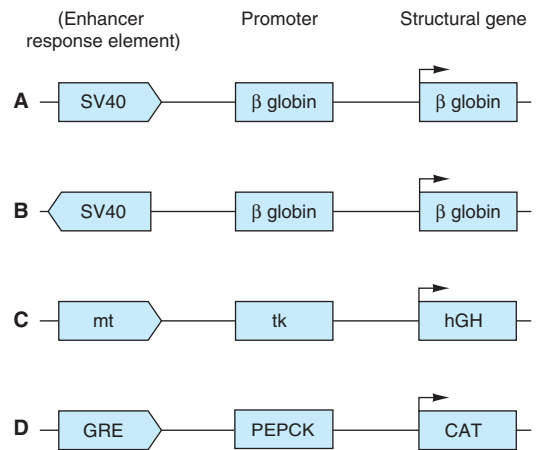 (Enhancer response element) Promoter Structural gene
A SV40 β globin β globin
B SV40 β globin β globin
C mt tk hGH
D GRE PEPCK CAT